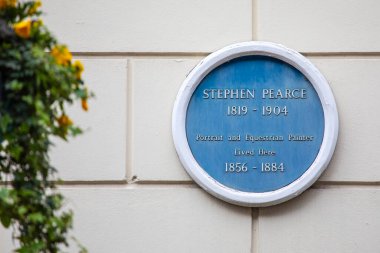 STEPHEN PEARCE
1819 - 1904
Portrait and Equestrian Painter
Lived Here
1856 - 1884